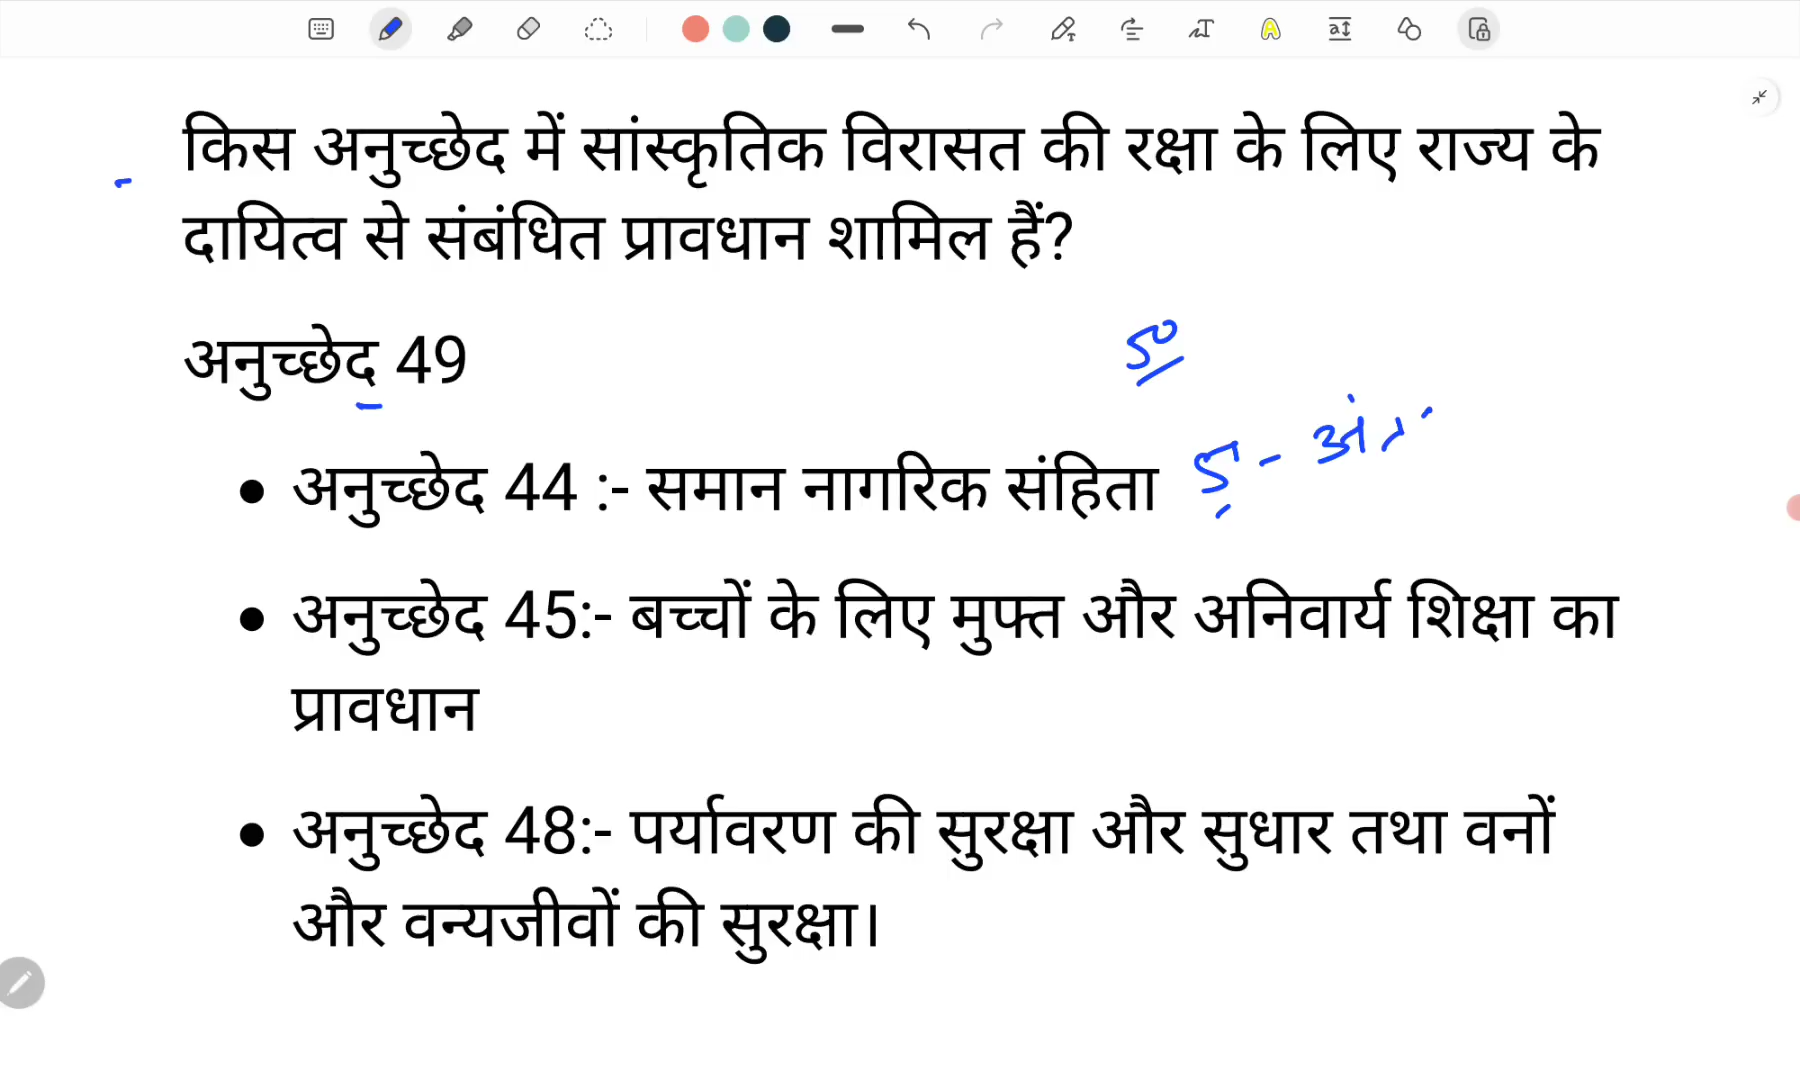 किस अनुच्छेद में सांस्कृतिक विरासत की रक्षा के लिए राज्य के
दायित्व से संबंधित प्रावधान शामिल हैं?
50
अनुच्छेद 49
• अनुच्छेद 44 :- समान नागरिक संहिता
• अनुच्छेद 45:- बच्चों के लिए मुफ्त और अनिवार्य शिक्षा का
प्रावधान
• अनुच्छेद 48:- पर्यावरण की सुरक्षा और सुधार तथा वनों
और वन्यजीवों की सुरक्षा।